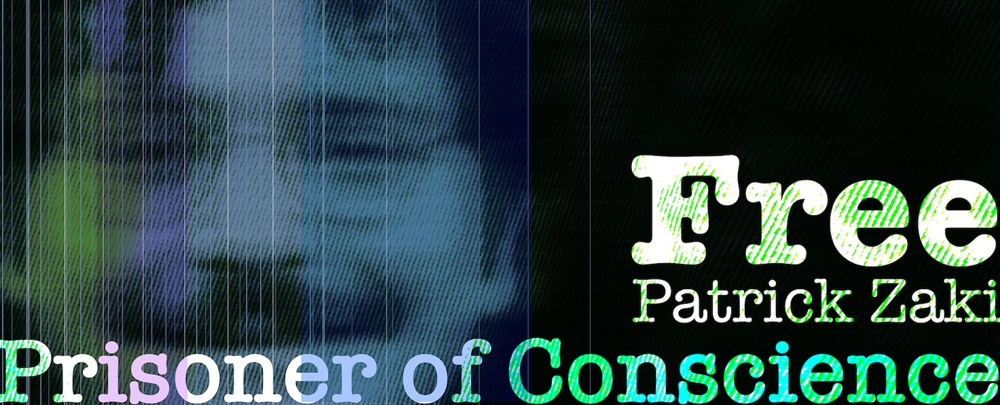 Free
Patrick Zaki
Prisoner of Conscience